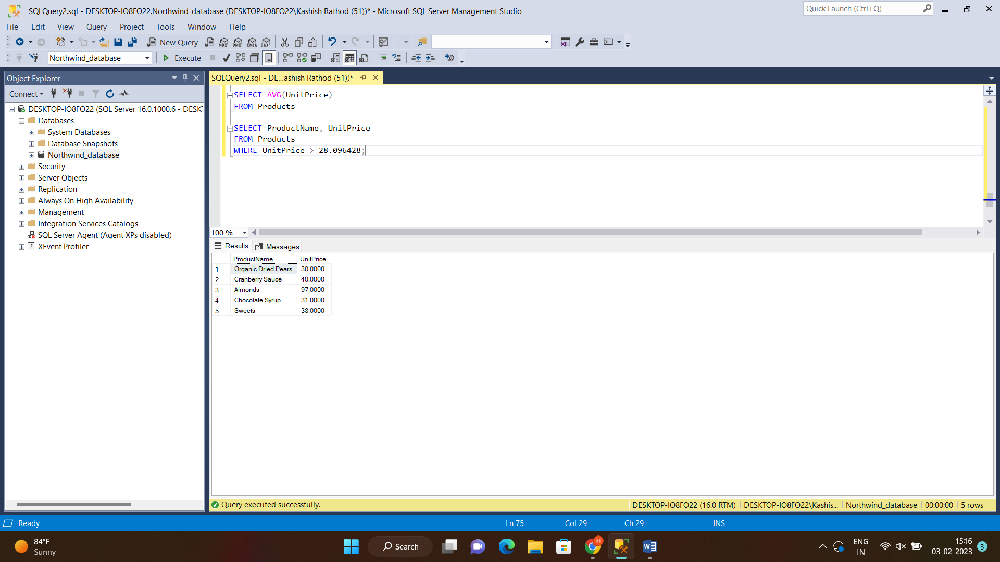 SQLQuery2.sql - DESKTOP-IO8FO22.Northwind_database (DESKTOP-IO8FO22\Kashish Rathod (51))* - Microsoft SQL Server Management Studio
Quick Launch (Ctrl+Q)
File Edit View Query Project Tools Window Help
New Query MDX DMX XMLA DAX
Northwind_database Execute
Object Explorer
SQLQuery2.sql - DE...ashish Rathod (51))*
Connect
DESKTOP-IO8FO22 (SQL Server 16.0.1000.6 - DESK
Databases
System Databases
Database Snapshots
Northwind_database
Security
Server Objects
Replication
Always On High Availability
Management
Integration Services Catalogs
SQL Server Agent (Agent XPs disabled)
XEvent Profiler
SELECT AVG(UnitPrice)
FROM Products
SELECT ProductName, UnitPrice
FROM Products
WHERE UnitPrice > 28.096428;
100 %
Results Messages
ProductName UnitPrice
1 Organic Dried Pears 30.0000
2 Cranberry Sauce 40.0000
3 Almonds 97.0000
4 Chocolate Syrup 31.0000
5 Sweets 38.0000
Query executed successfully.
DESKTOP-IO8FO22 (16.0 RTM) DESKTOP-IO8FO22\Kashis... Northwind_database 00:00:00 5 rows
Ready
Ln 75 Col 29 Ch 29 INS
84°F
Sunny
Search
H
W
ENG
IN
15:16
03-02-2023
3